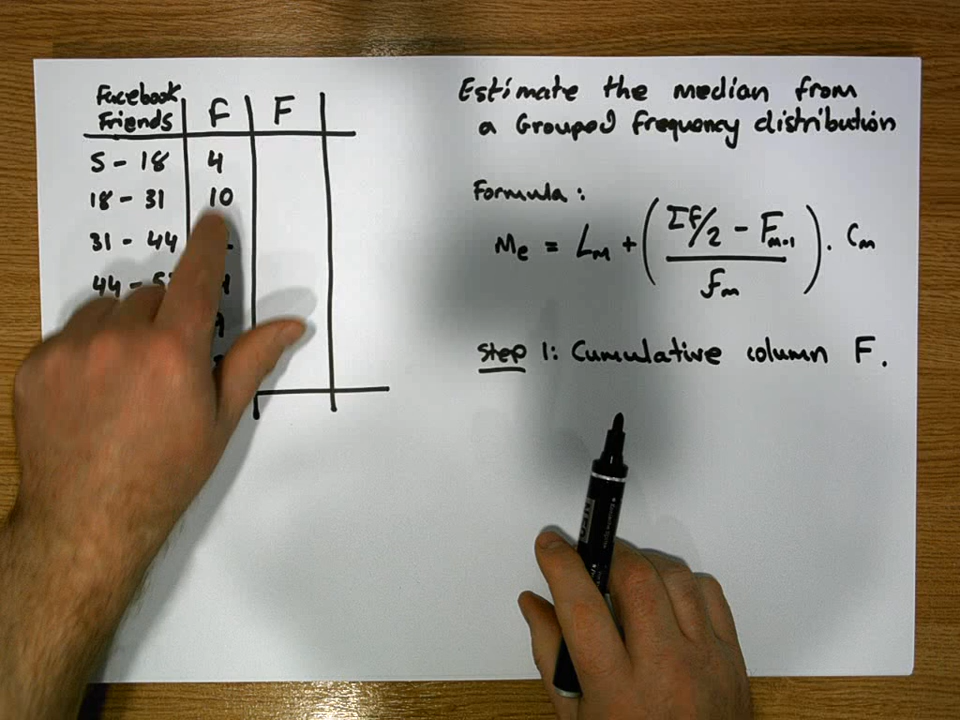 Facebook Friends F F
5 - 18 4
18 - 31 10
31 - 44
44 -
Estimate the median from
a Grouped frequency distribution
Formula:
Me = Lm + ( Σf/2 - Fm-1 / fm ) . Cm
Step 1: Cumulative column F.